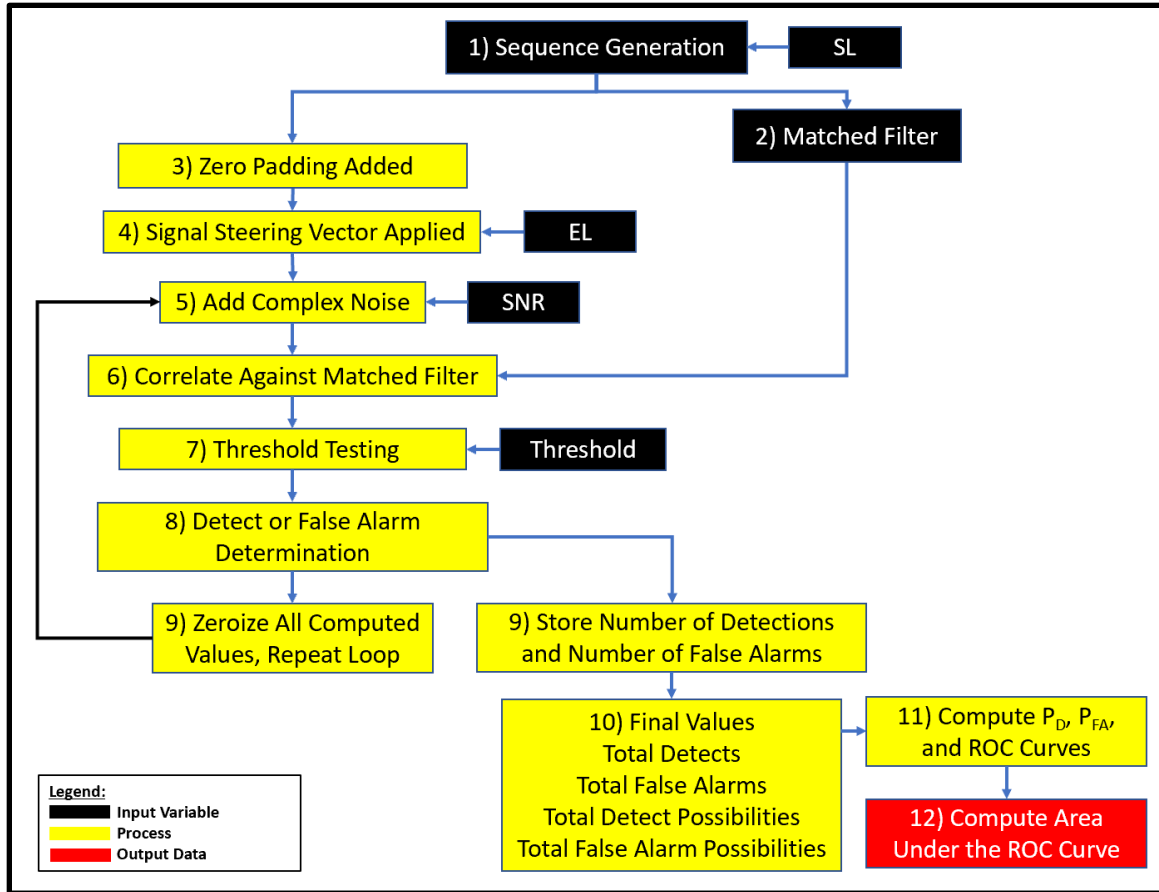 1) Sequence Generation
SL
2) Matched Filter
3) Zero Padding Added
4) Signal Steering Vector Applied
EL
5) Add Complex Noise
SNR
6) Correlate Against Matched Filter
7) Threshold Testing
Threshold
8) Detect or False Alarm
Determination
9) Zeroize All Computed
Values, Repeat Loop
9) Store Number of Detections
and Number of False Alarms
10) Final Values
Total Detects
Total False Alarms
Total Detect Possibilities
Total False Alarm Possibilities
11) Compute PD, PFA,
and ROC Curves
12) Compute Area
Under the ROC Curve
Legend:
Input Variable
Process
Output Data